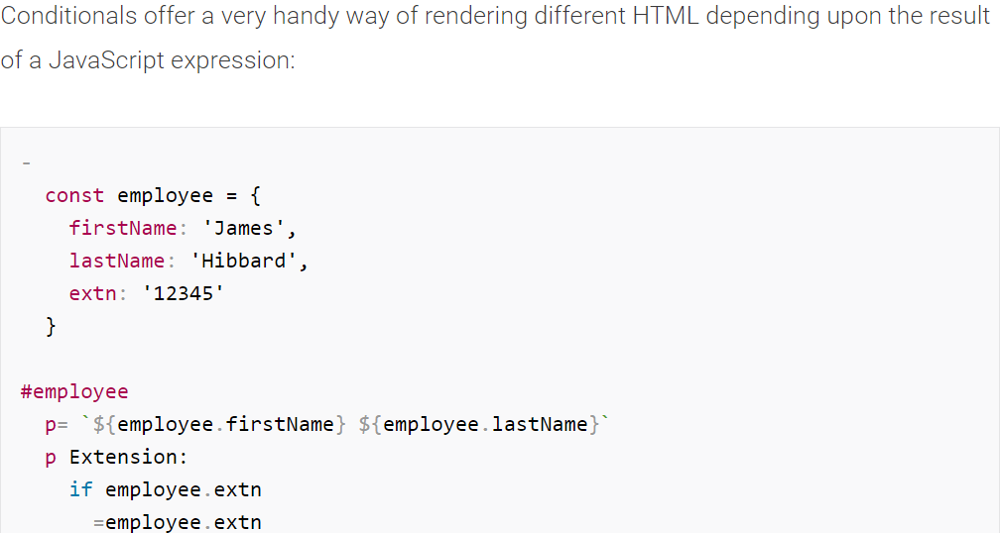 Conditionals offer a very handy way of rendering different HTML depending upon the result
of a JavaScript expression:
-
const employee = {
firstName: 'James',
lastName: 'Hibbard',
extn: '12345'
}
#employee
p= `${employee.firstName} ${employee.lastName}`
p Extension:
if employee.extn
=employee.extn